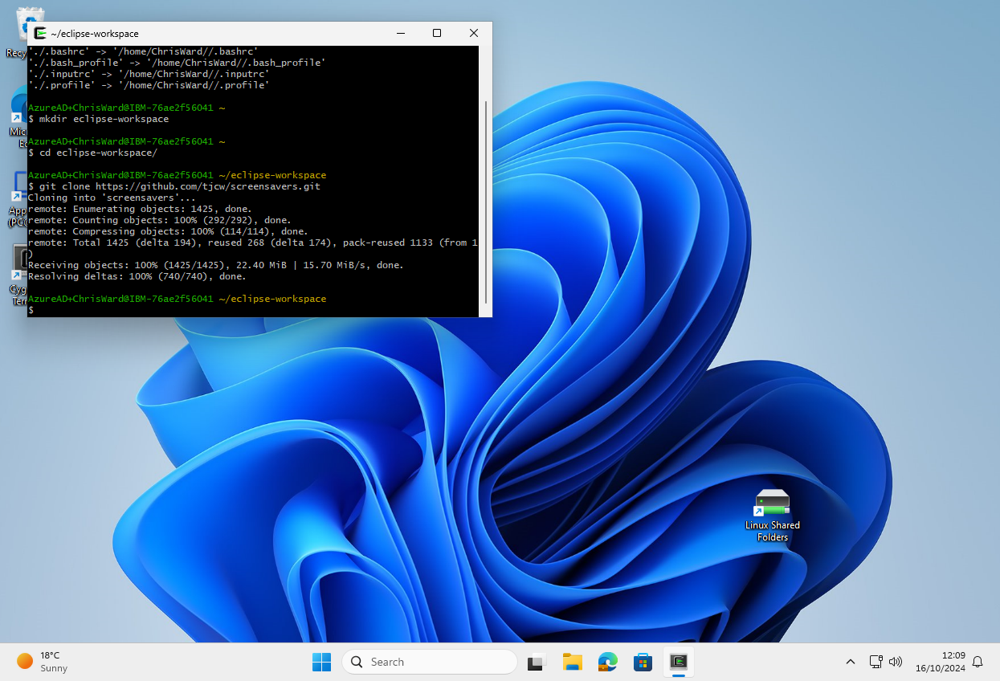 Recy
~/eclipse-workspace
'./.bashrc' -> '/home/ChrisWard//.bashrc'
'./.bash_profile' -> '/home/ChrisWard//.bash_profile'
'./.inputrc' -> '/home/ChrisWard//.inputrc'
'./.profile' -> '/home/ChrisWard//.profile'
AzureAD+ChrisWard@IBM-76ae2f56041 ~
$ mkdir eclipse-workspace
AzureAD+ChrisWard@IBM-76ae2f56041 ~
$ cd eclipse-workspace/
AzureAD+ChrisWard@IBM-76ae2f56041 ~/eclipse-workspace
$ git clone https://github.com/tjcw/screensavers.git
Cloning into 'screensavers'...
remote: Enumerating objects: 1425, done.
remote: Counting objects: 100% (292/292), done.
remote: Compressing objects: 100% (114/114), done.
remote: Total 1425 (delta 194), reused 268 (delta 174), pack-reused 1133 (from 1
)
Receiving objects: 100% (1425/1425), 22.40 MiB | 15.70 MiB/s, done.
Resolving deltas: 100% (740/740), done.
AzureAD+ChrisWard@IBM-76ae2f56041 ~/eclipse-workspace
$
Mic
Ed
App
(PC
Cyg
Term
Linux Shared
Folders
18°C
Sunny
Search
12:09
16/10/2024